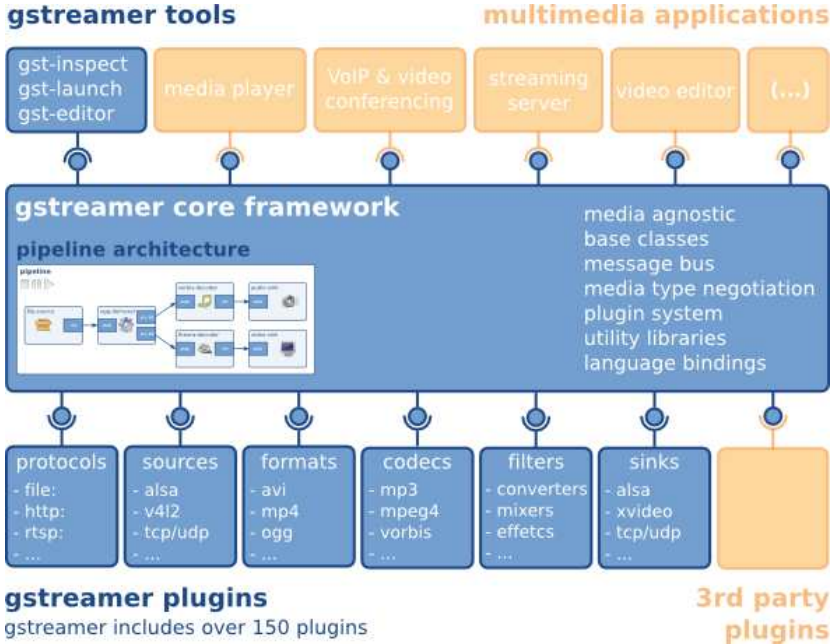 gstreamer tools
multimedia applications
gst-inspect
gst-launch
gst-editor
media player
VoIP & video
conferencing
streaming
server
video editor
(...)
gstreamer core framework
media agnostic
base classes
message bus
media type negotiation
plugin system
utility libraries
language bindings
pipeline architecture
pipeline
protocols
- file:
- http:
- rtsp:
- ...
sources
- alsa
- v4l2
- tcp/udp
- ...
formats
- avi
- mp4
- ogg
- ...
codecs
- mp3
- mpeg4
- vorbis
- ...
filters
- converters
- mixers
- effetcs
- ...
sinks
- alsa
- xvideo
- tcp/udp
- ...
gstreamer plugins
gstreamer includes over 150 plugins
3rd party
plugins